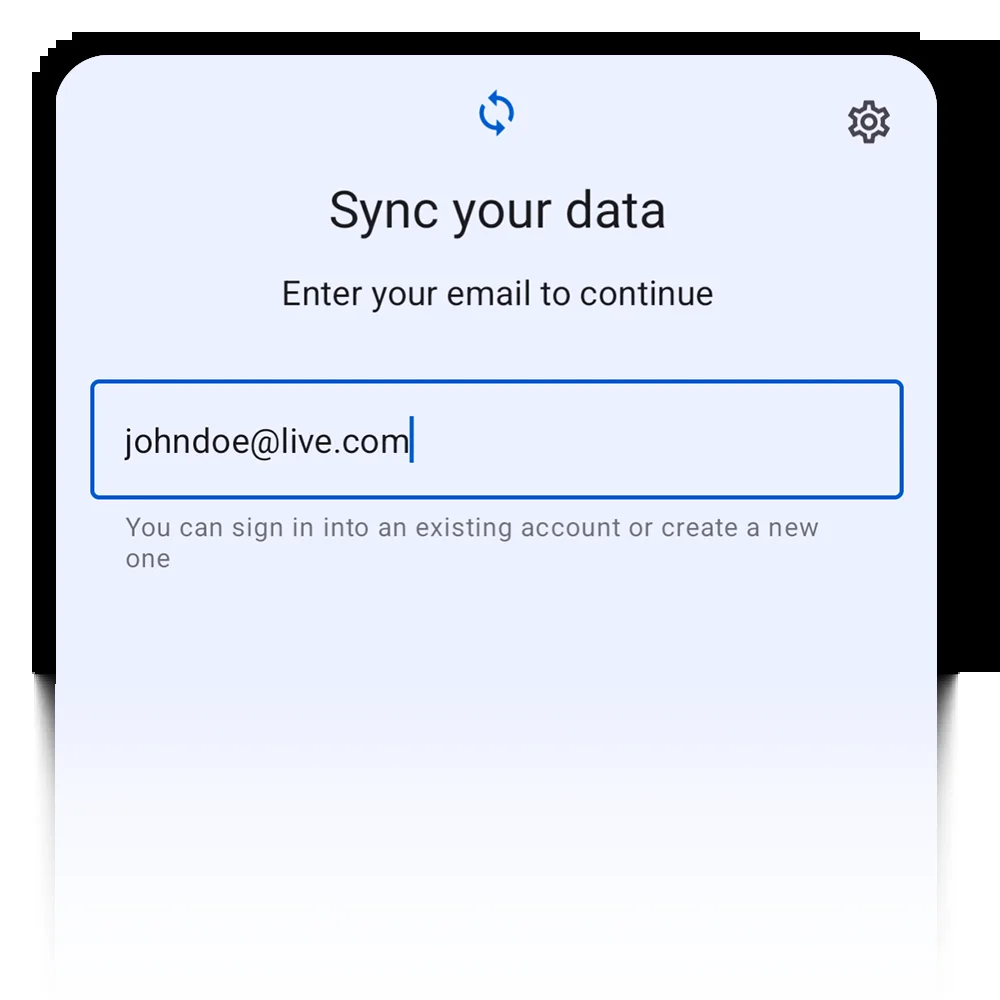 Sync your data
Enter your email to continue
johndoe@live.com
You can sign in into an existing account or create a new
one